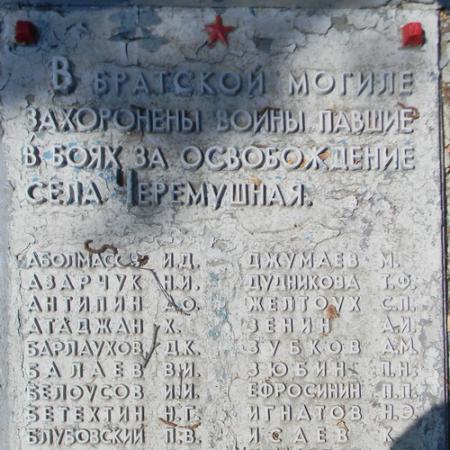 В БРАТСКОЙ МОГИЛЕ
ЗАХОРОНЕНЫ ВОИНЫ ПАВШИЕ
В БОЯХ ЗА ОСВОБОЖДЕНИЕ
СЕЛА ЧЕРЕМУШНАЯ.
АБОЛМАСОВ И.Д.
АЗАРЧУК Н.И.
АНТИПИН
АТАДЖАН Х.
БАРЛАУХОВ Д.К.
БАЛАЕВ В.И.
БЕЛОУСОВ И.И.
БЕТЕХТИН Н.Г.
БЛУБОВСКИЙ П.В.
ДЖУМАЕВ М.
ДУДНИКОВА Т.Ф.
ЖЕЛТОУХ С.П.
ЗЕНИН А.И.
ЗУБКОВ А.М.
ЗЮБИН П.Н.
ЕФРОСИНИН П.П.
ИГНАТОВ Н.Э.
ИСАЕВ К.